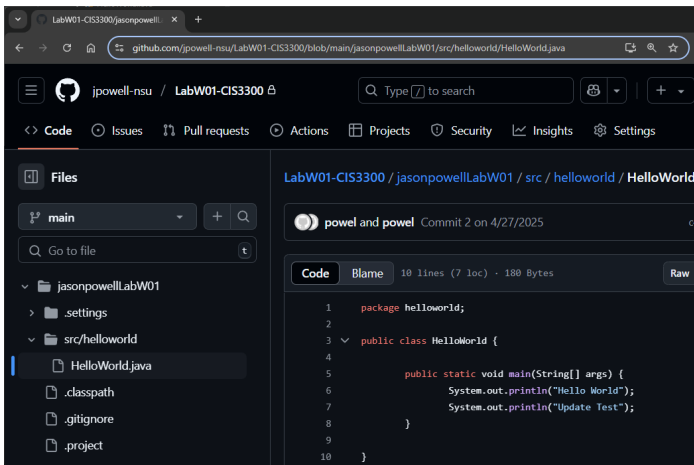 LabW01-CIS3300/jasonpowellL
github.com/jpowell-nsu/LabW01-CIS3300/blob/main/jasonpowellLabW01/src/helloworld/HelloWorld.java
jpowell-nsu / LabW01-CIS3300
Type / to search
<> Code Issues Pull requests Actions Projects Security Insights Settings
Files
main
Go to file t
jasonpowellLabW01
.settings
src/helloworld
HelloWorld.java
.classpath
.gitignore
.project
LabW01-CIS3300 / jasonpowellLabW01 / src / helloworld / HelloWorld
powel and powel Commit 2 on 4/27/2025
Code Blame 10 lines (7 loc) · 180 Bytes Raw
1 package helloworld;
2
3 public class HelloWorld {
4
5 public static void main(String[] args) {
6 System.out.println("Hello World");
7 System.out.println("Update Test");
8 }
9
10 }